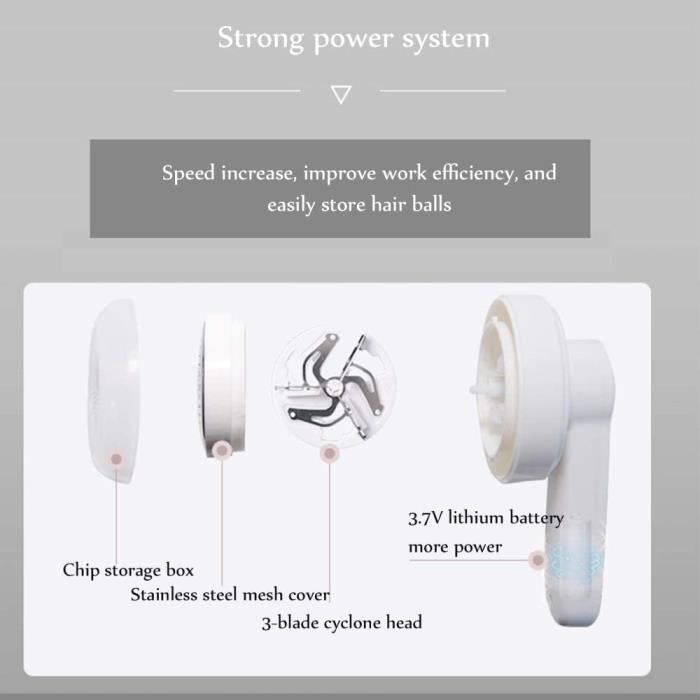 Strong power system
Speed increase, improve work efficiency, and
easily store hair balls
3.7V lithium battery
more power
Chip storage box
Stainless steel mesh cover
3-blade cyclone head